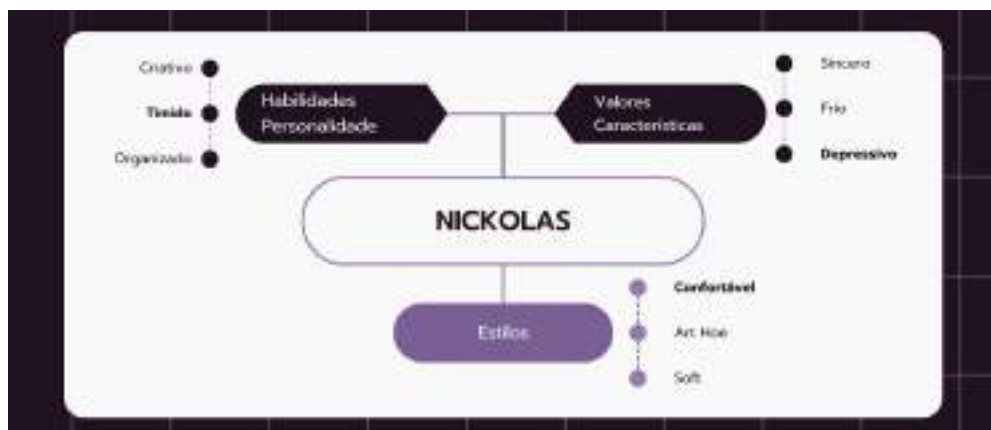 Criativo
Tímido
Organizado
Habilidades
Personalidade
Valores
Características
Sincero
Frio
Depressivo
NICKOLAS
Estilos
Confortável
Art Hoe
Soft